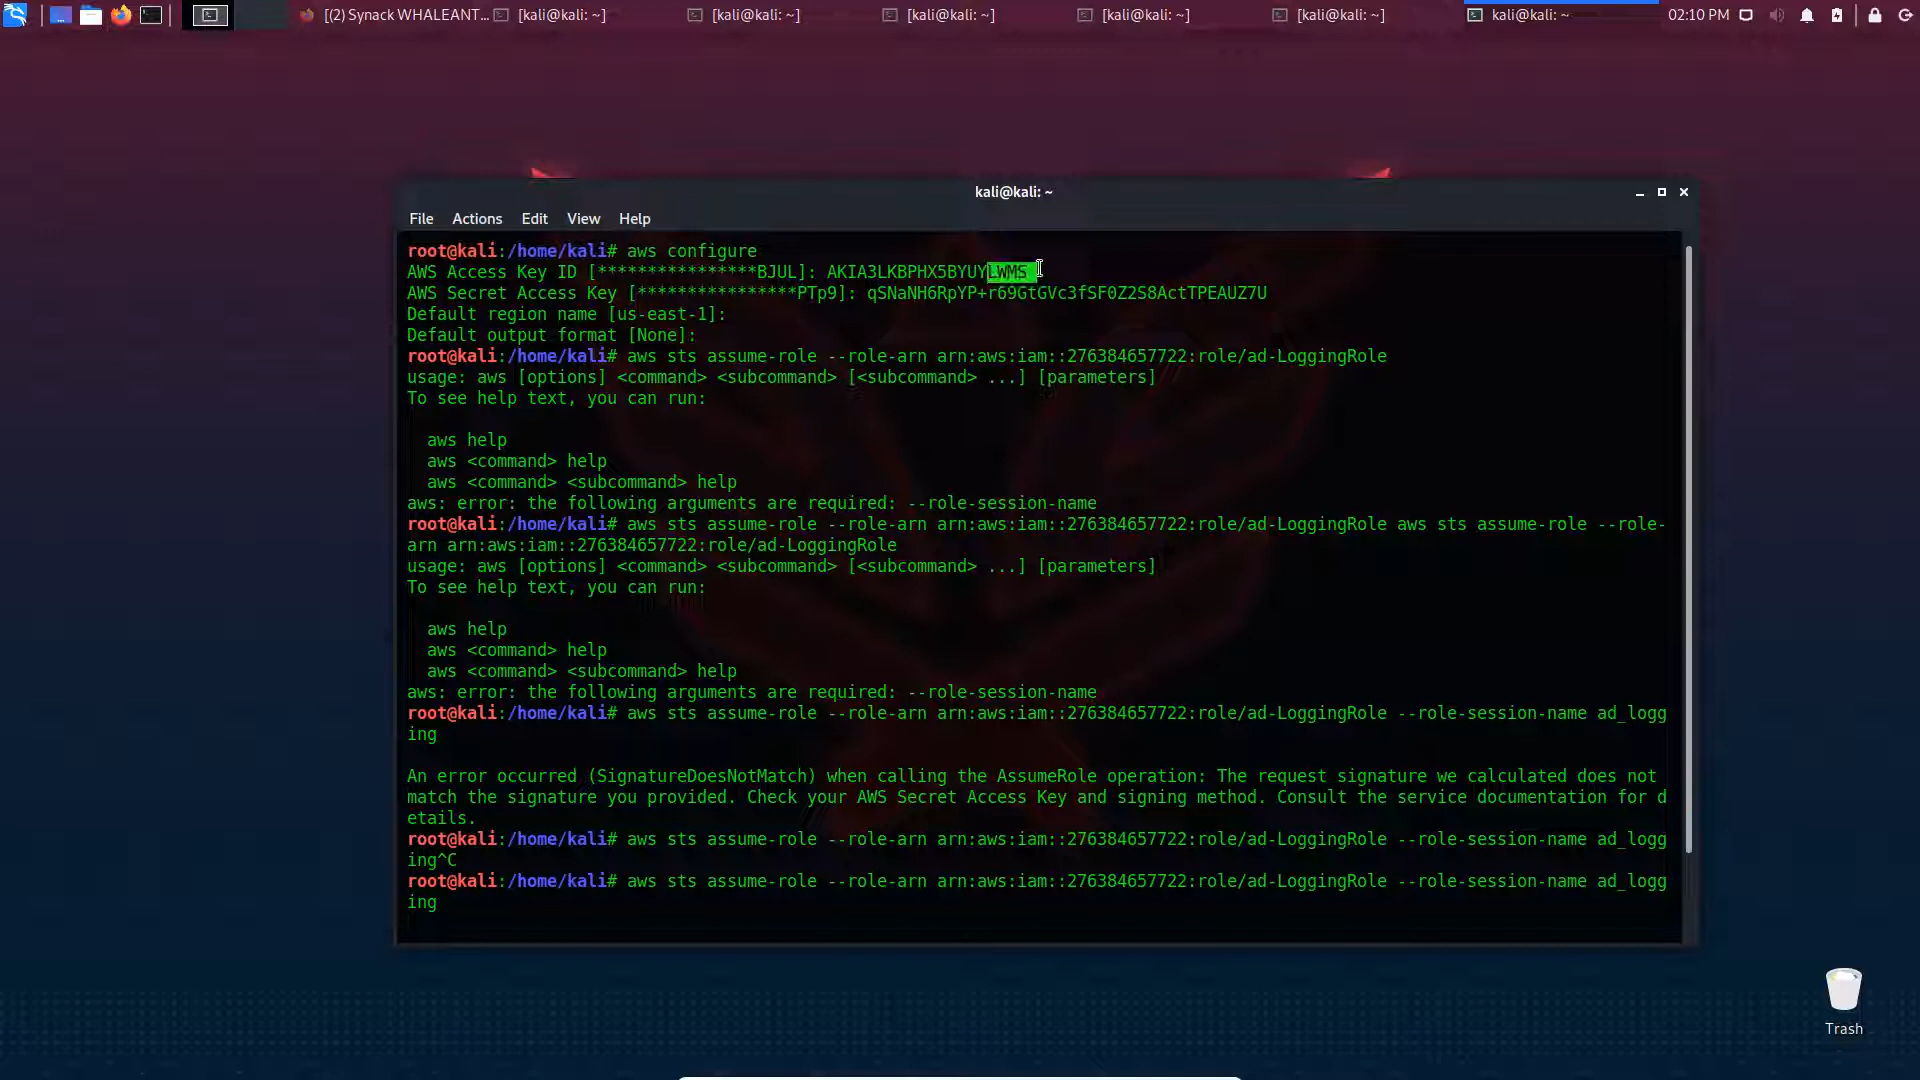 [(2) Synack WHALEANT...
[kali@kali: ~]
[kali@kali: ~]
[kali@kali: ~]
[kali@kali: ~]
[kali@kali: ~]
kali@kali: ~
02:10 PM
kali@kali: ~
File Actions Edit View Help
root@kali:/home/kali# aws configure
AWS Access Key ID [****************BJUL]: AKIA3LKBPHX5BYUYLWMS
AWS Secret Access Key [****************PTp9]: 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
Default region name [us-east-1]:
Default output format [None]:
root@kali:/home/kali# aws sts assume-role --role-arn arn:aws:iam::276384657722:role/ad-LoggingRole
usage: aws [options] <command> <subcommand> [<subcommand> ...] [parameters]
To see help text, you can run:
aws help
aws <command> help
aws <command> <subcommand> help
aws: error: the following arguments are required: --role-session-name
root@kali:/home/kali# aws sts assume-role --role-arn arn:aws:iam::276384657722:role/ad-LoggingRole aws sts assume-role --role-
arn arn:aws:iam::276384657722:role/ad-LoggingRole
usage: aws [options] <command> <subcommand> [<subcommand> ...] [parameters]
To see help text, you can run:
aws help
aws <command> help
aws <command> <subcommand> help
aws: error: the following arguments are required: --role-session-name
root@kali:/home/kali# aws sts assume-role --role-arn arn:aws:iam::276384657722:role/ad-LoggingRole --role-session-name ad_logg
ing
An error occurred (SignatureDoesNotMatch) when calling the AssumeRole operation: The request signature we calculated does not
match the signature you provided. Check your AWS Secret Access Key and signing method. Consult the service documentation for d
etails.
root@kali:/home/kali# aws sts assume-role --role-arn arn:aws:iam::276384657722:role/ad-LoggingRole --role-session-name ad_logg
ing^C
root@kali:/home/kali# aws sts assume-role --role-arn arn:aws:iam::276384657722:role/ad-LoggingRole --role-session-name ad_logg
ing
Trash